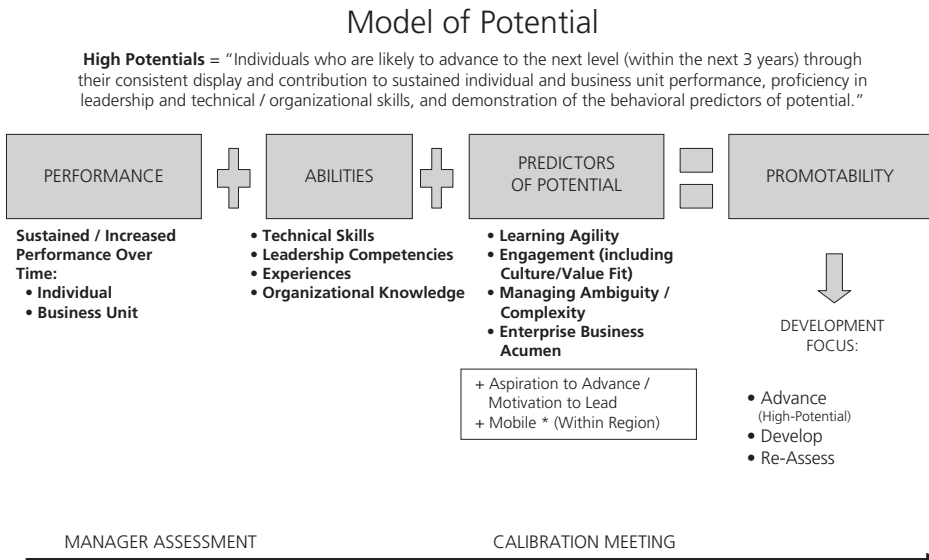 Model of Potential
High Potentials = “Individuals who are likely to advance to the next level (within the next 3 years) through
their consistent display and contribution to sustained individual and business unit performance, proficiency in
leadership and technical / organizational skills, and demonstration of the behavioral predictors of potential.”
PERFORMANCE
Sustained / Increased
Performance Over
Time:
• Individual
• Business Unit
ABILITIES
• Technical Skills
• Leadership Competencies
• Experiences
• Organizational Knowledge
PREDICTORS
OF POTENTIAL
• Learning Agility
• Engagement (including
Culture/Value Fit)
• Managing Ambiguity /
Complexity
• Enterprise Business
Acumen
+ Aspiration to Advance /
Motivation to Lead
+ Mobile * (Within Region)
PROMOTABILITY
DEVELOPMENT
FOCUS:
• Advance
(High-Potential)
• Develop
• Re-Assess
MANAGER ASSESSMENT
CALIBRATION MEETING